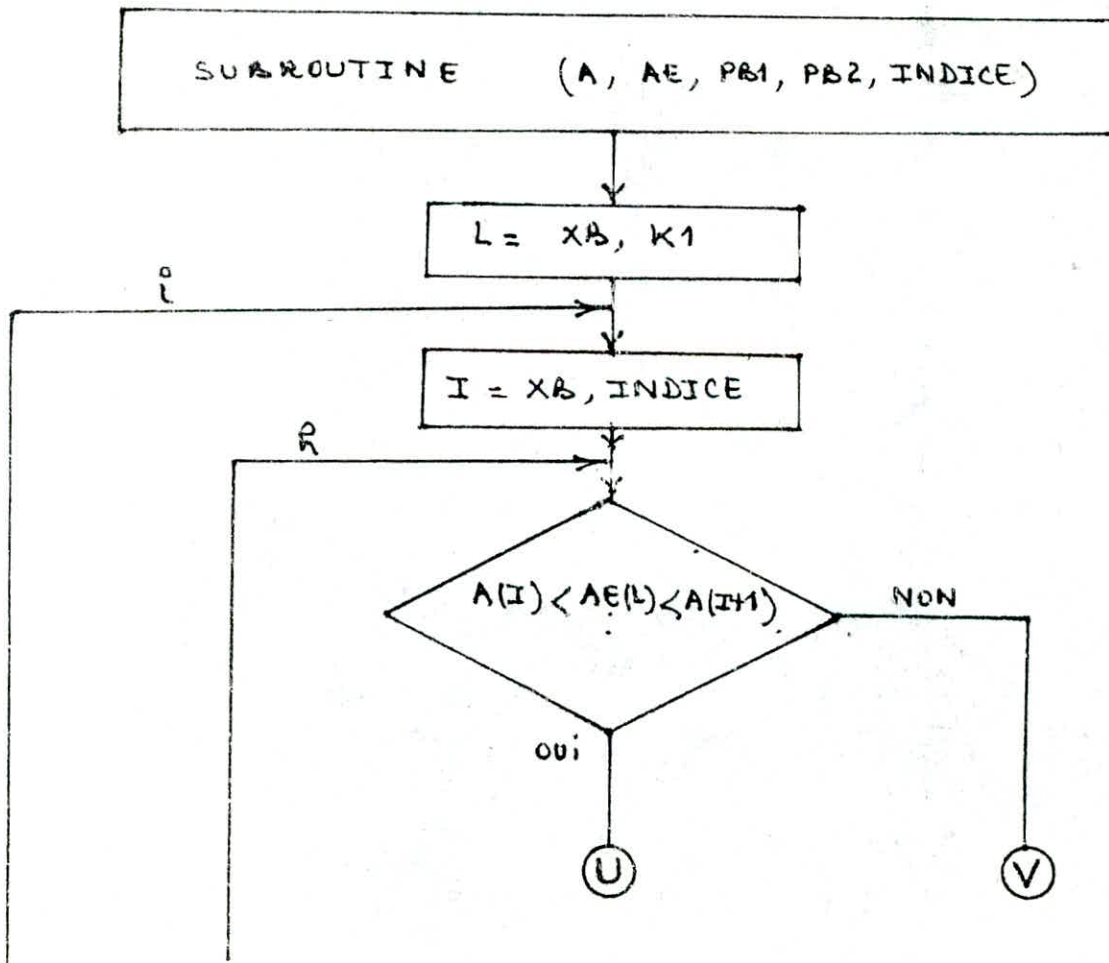 SUBROUTINE (A, AE, PB1, PB2, INDICE)
L = XB, K1
i
I = XB, INDICE
h
A(I) < AE(L) < A(I+1)
NON
oui
U
V